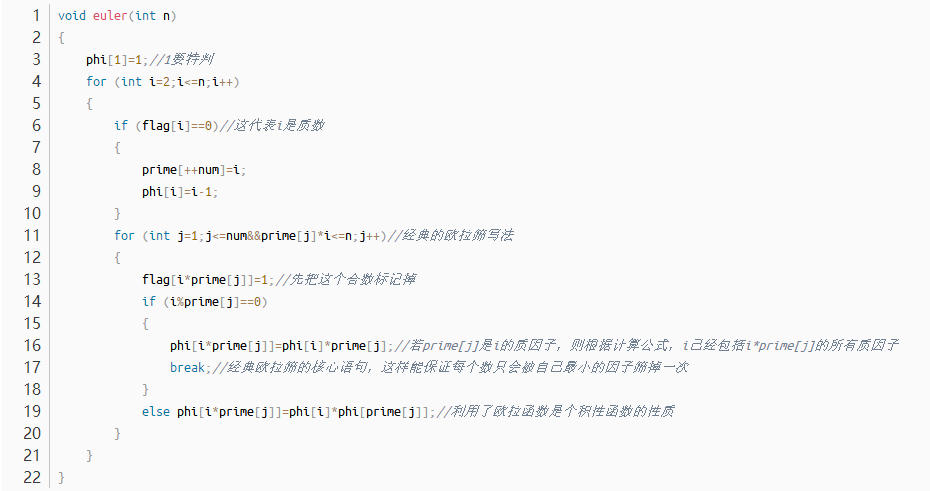 1 void euler(int n)
2 {
3 phi[1]=1;//1要特判
4 for (int i=2;i<=n;i++)
5 {
6 if (flag[i]==0)//这代表i是质数
7 {
8 prime[++num]=i;
9 phi[i]=i-1;
10 }
11 for (int j=1;j<=num&&prime[j]*i<=n;j++)//经典的欧拉筛写法
12 {
13 flag[i*prime[j]]=1;//先把这个合数标记掉
14 if (i%prime[j]==0)
15 {
16 phi[i*prime[j]]=phi[i]*prime[j];//若prime[j]是i的质因子，则根据计算公式，i已经包括i*prime[j]的所有质因子
17 break;//经典欧拉筛的核心语句，这样能保证每个数只会被自己最小的因子筛掉一次
18 }
19 else phi[i*prime[j]]=phi[i]*phi[prime[j]];//利用了欧拉函数是个积性函数的性质
20 }
21 }
22 }